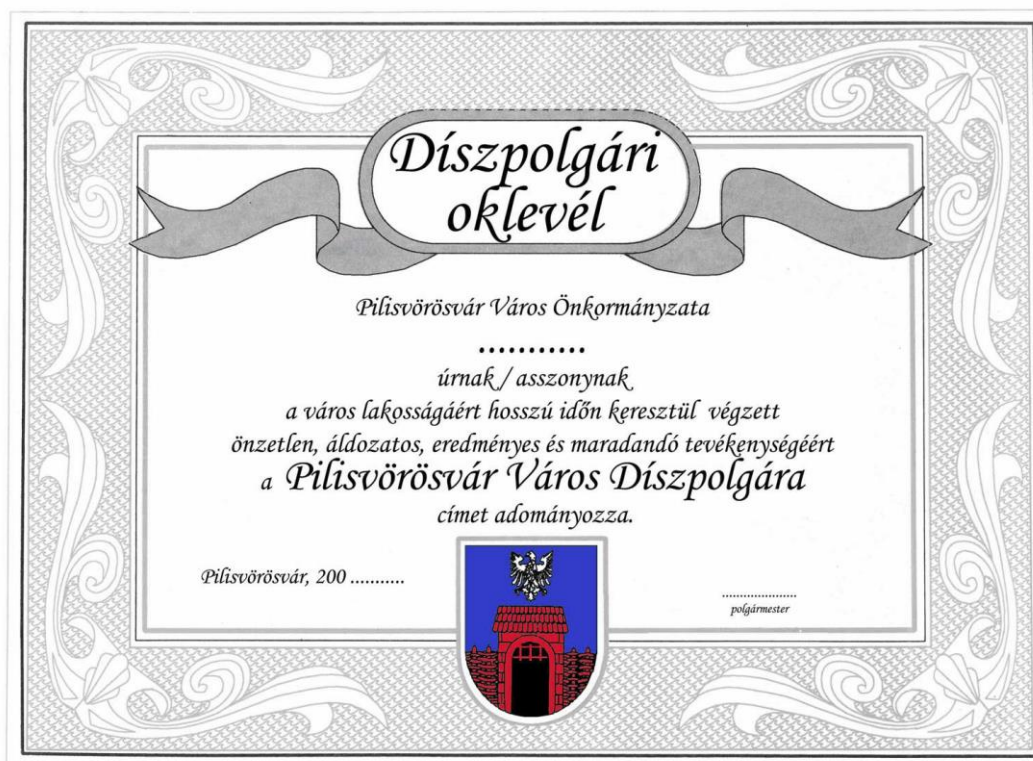 Díszpolgári
oklevél
Pilisvörösvár Város Önkormányzata
...........
úrnak / asszonynak
a város lakosságáért hosszú időn keresztül végzett
önzetlen, áldozatos, eredményes és maradandó tevékenységéért
a Pilisvörösvár Város Díszpolgára
címet adományozza.
Pilisvörösvár, 200 ...........
.....................
polgármester